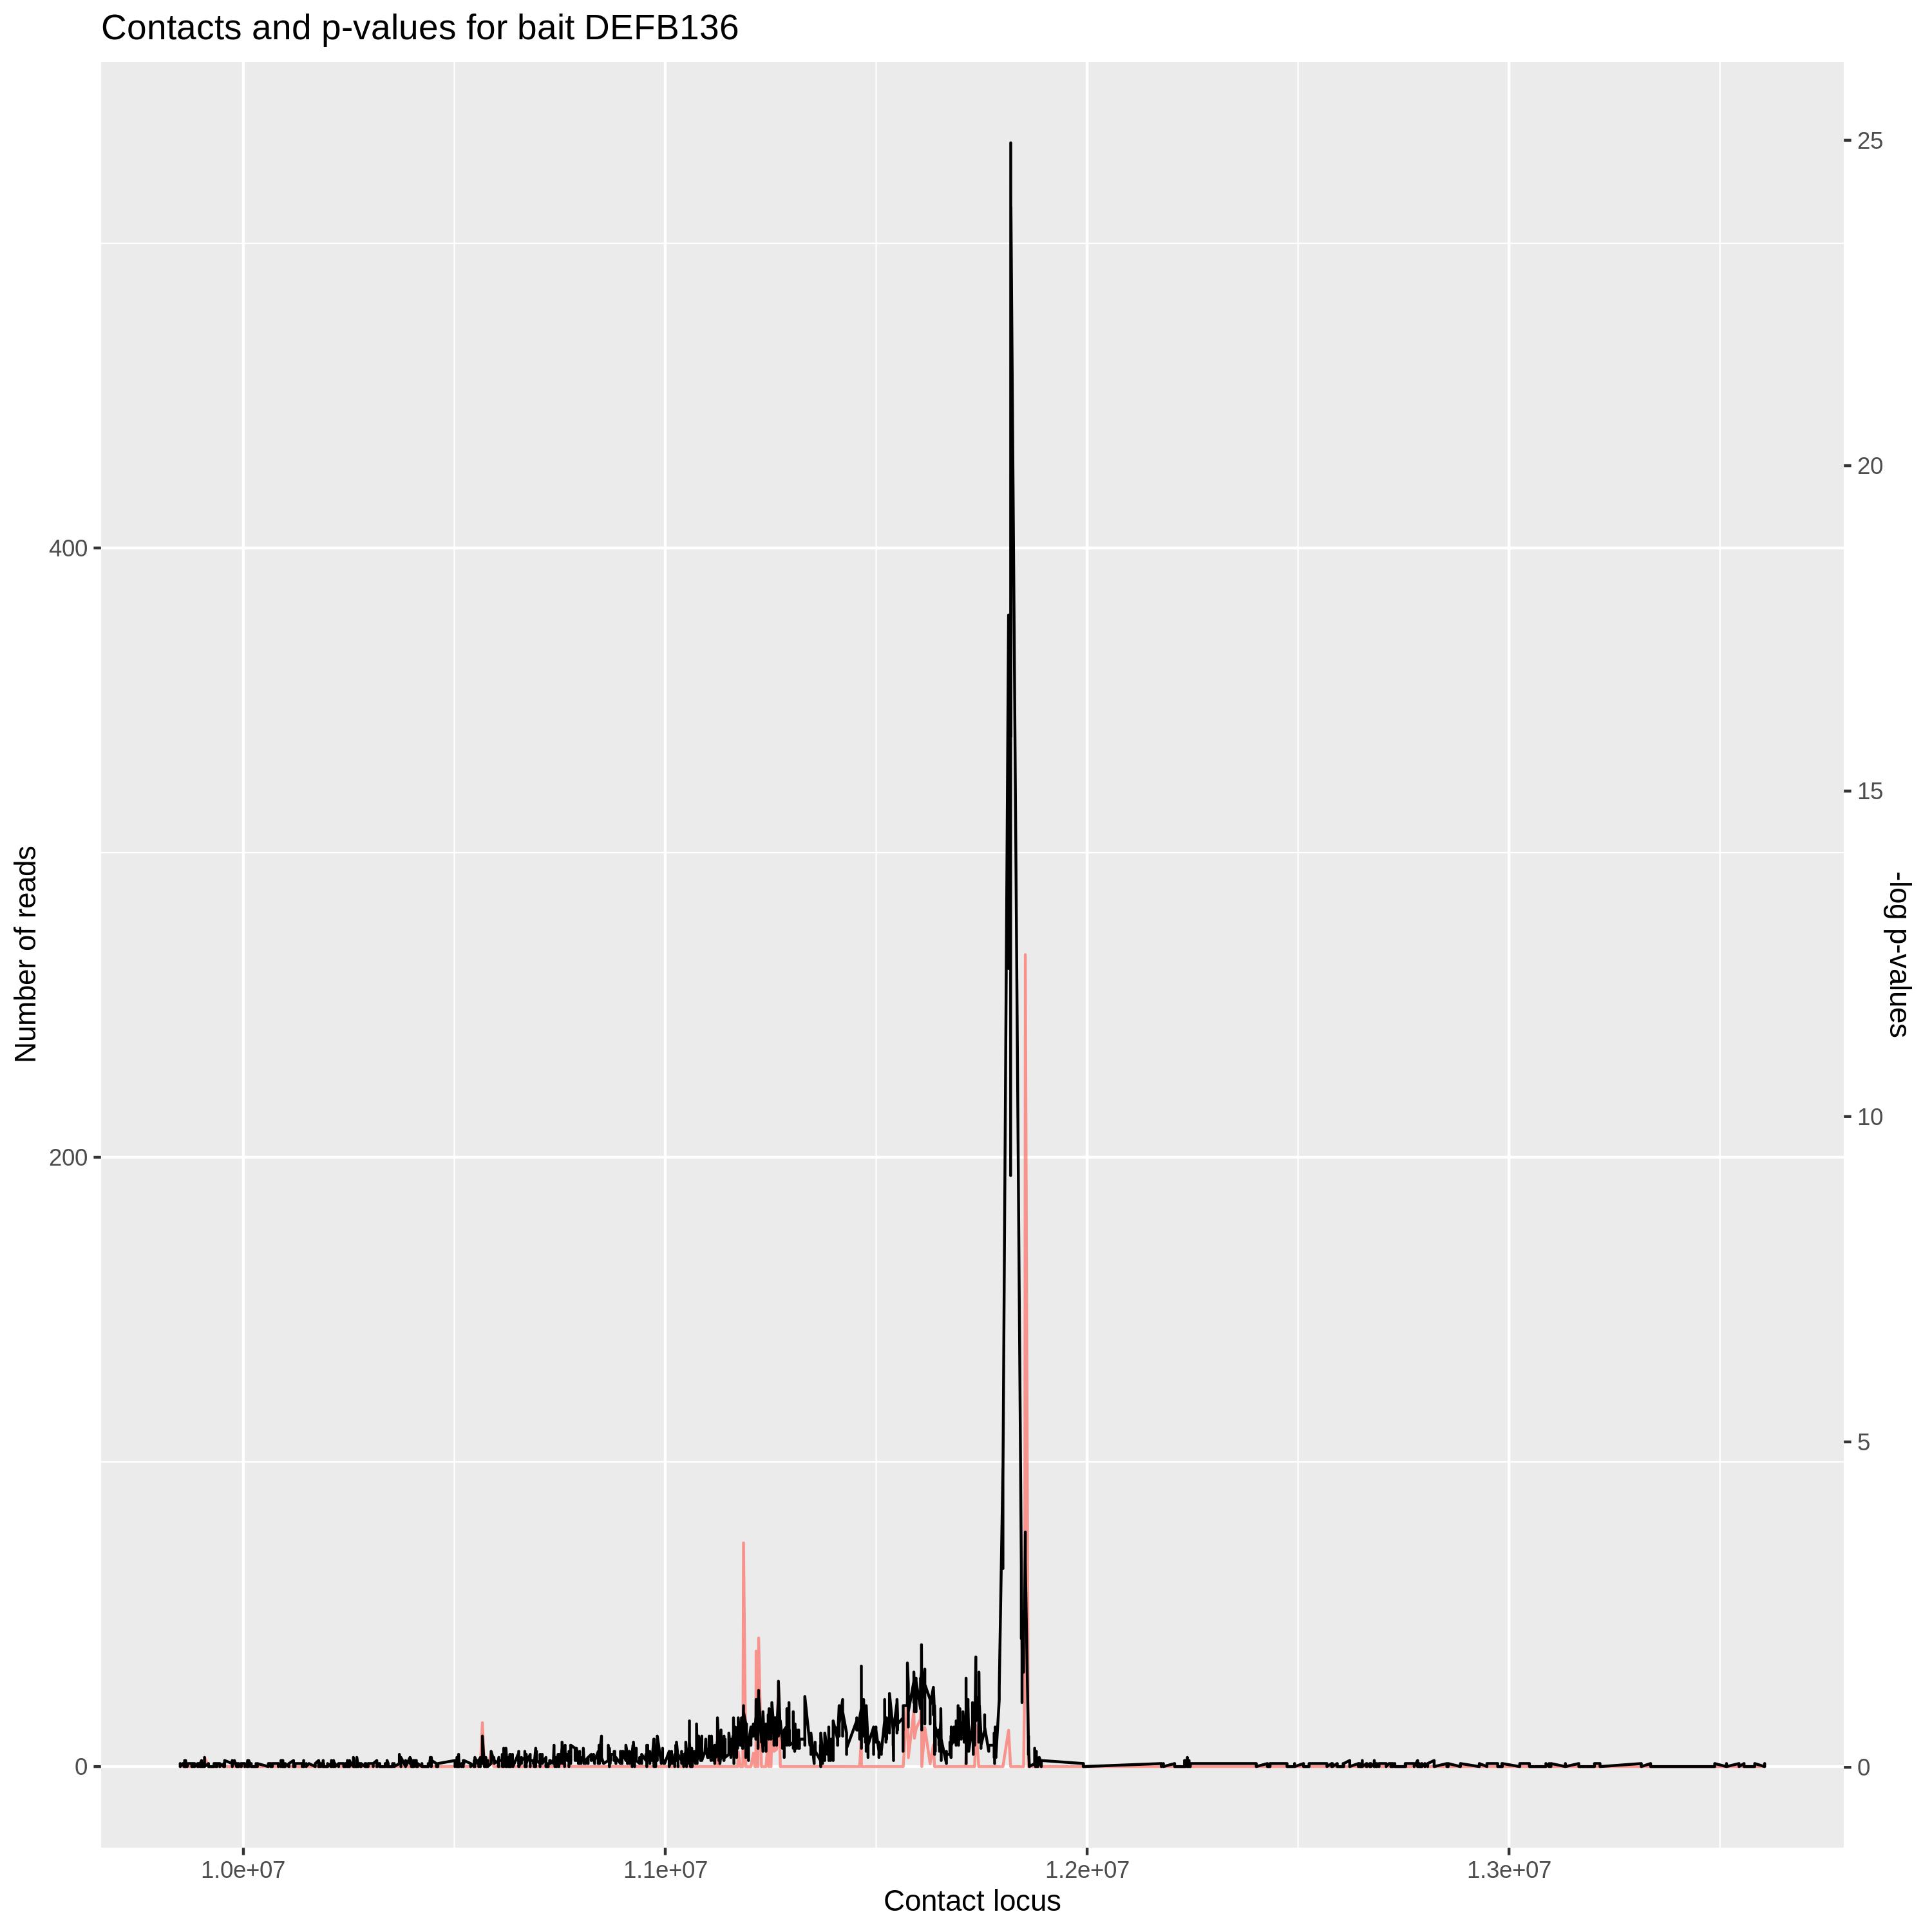 Contacts and p-values for bait DEFB136
Number of reads
400
200
0
25
20
15
10
5
0
-log p-values
1.0e+07
1.1e+07
1.2e+07
1.3e+07
Contact locus